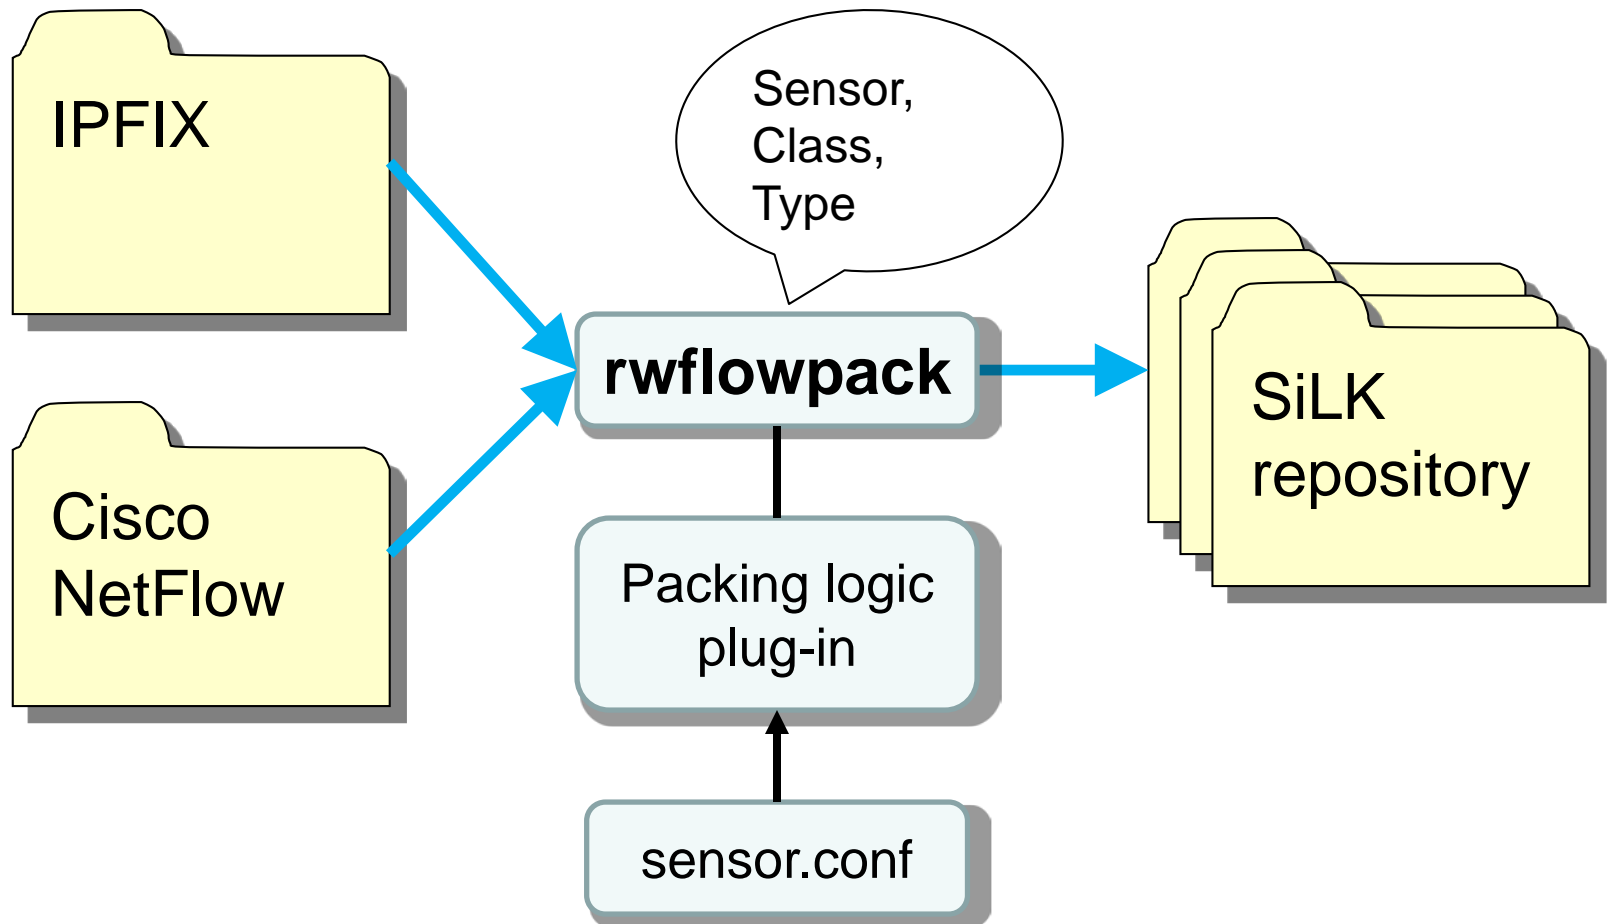 IPFIX
Sensor,
Class,
Type
rwflowpack
SiLK
repository
Cisco
NetFlow
Packing logic
plug-in
sensor.conf